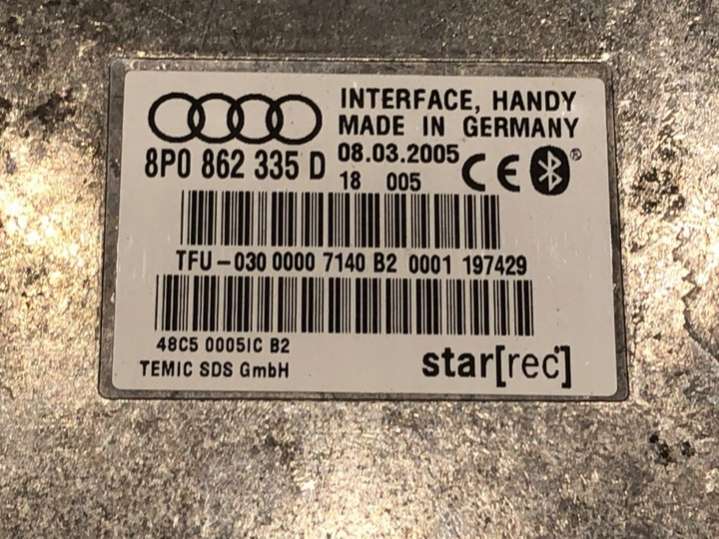 INTERFACE, HANDY
MADE IN GERMANY
8P0 862 335 D 08.03.2005 CE
18 005
TFU-030 0000 7140 B2 0001 197429
48C5 0005IC B2
TEMIC SDS GmbH
star[rec]